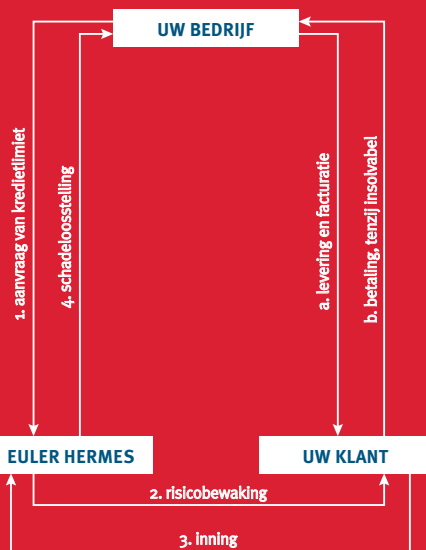 UW BEDRIJF
1. aanvraag van kredietlimiet
4. schadeloosstelling
a. levering en facturatie
b. betaling, tenzij insolvabel
EULER HERMES
UW KLANT
2. risicobewaking
3. inning